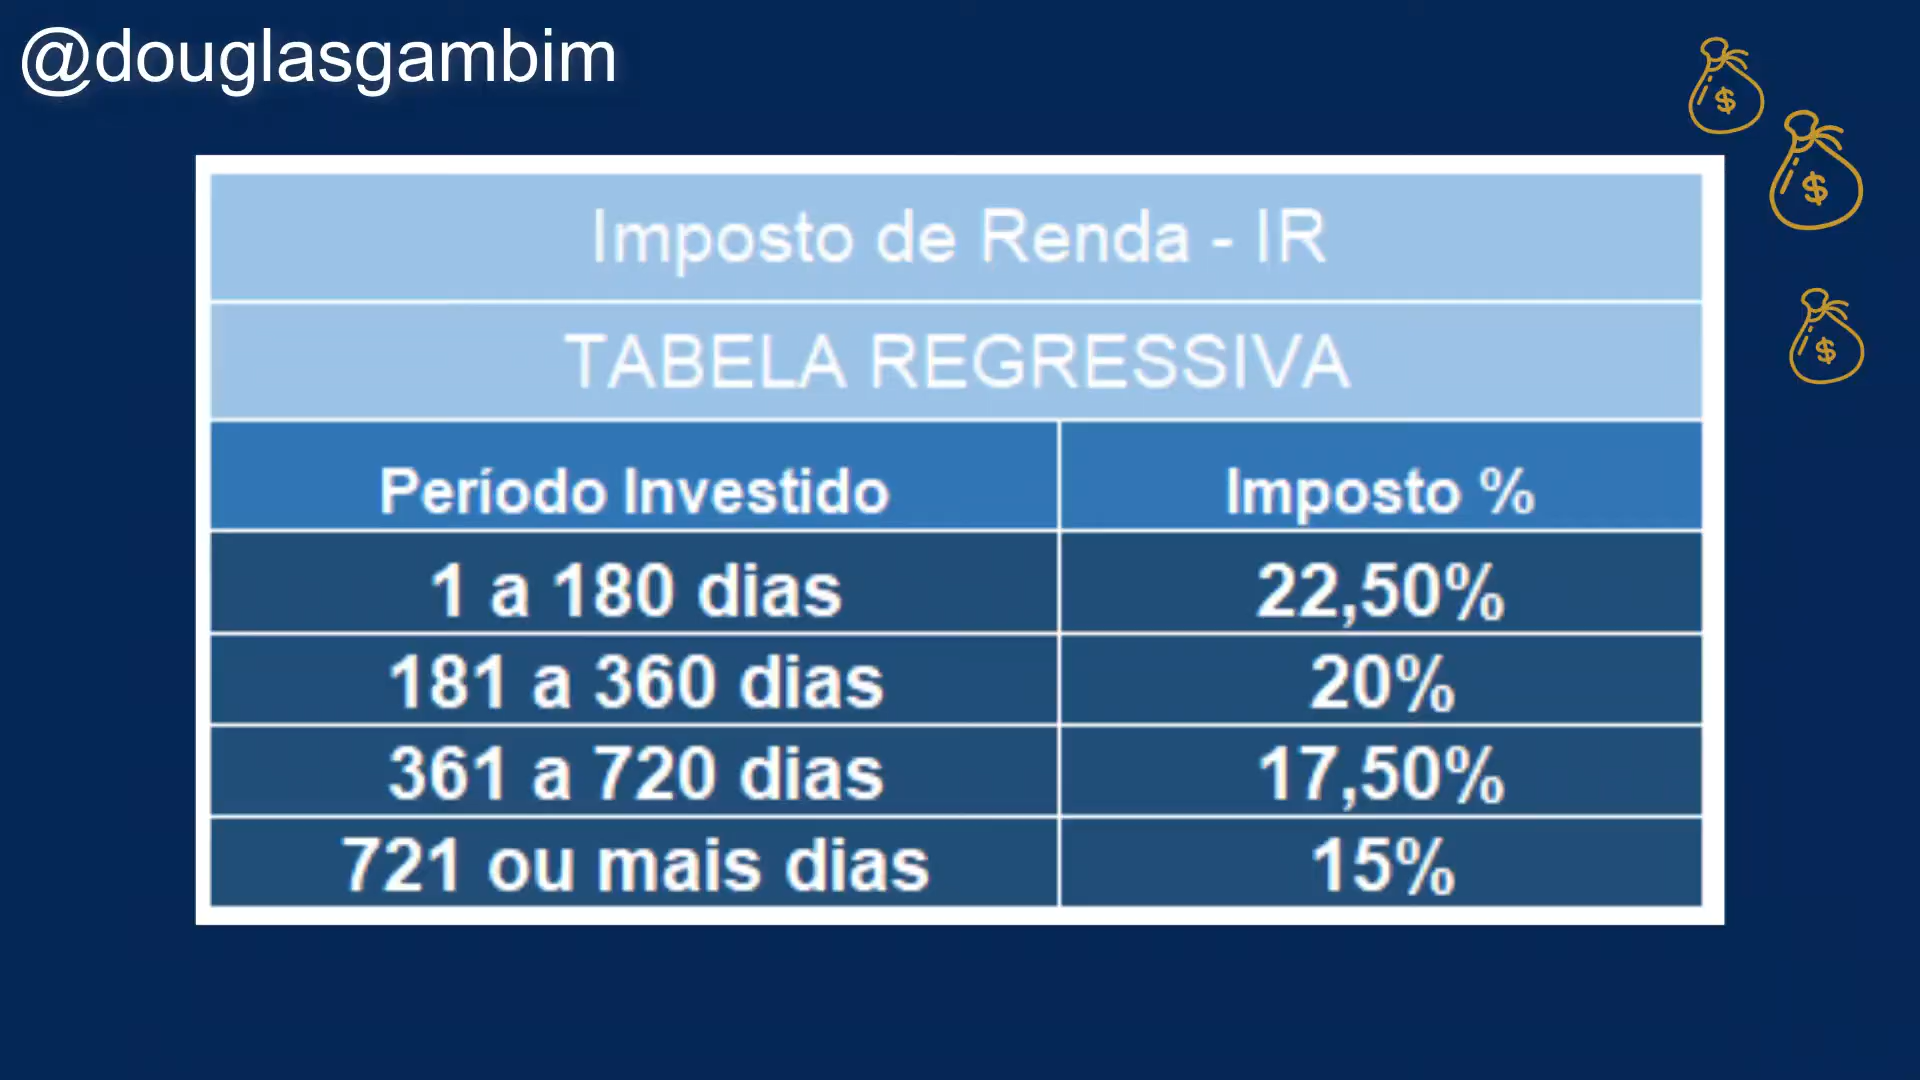 @douglasgambim
Imposto de Renda - IR
TABELA REGRESSIVA
Período Investido Imposto %
1 a 180 dias 22,50%
181 a 360 dias 20%
361 a 720 dias 17,50%
721 ou mais dias 15%
$
$
$